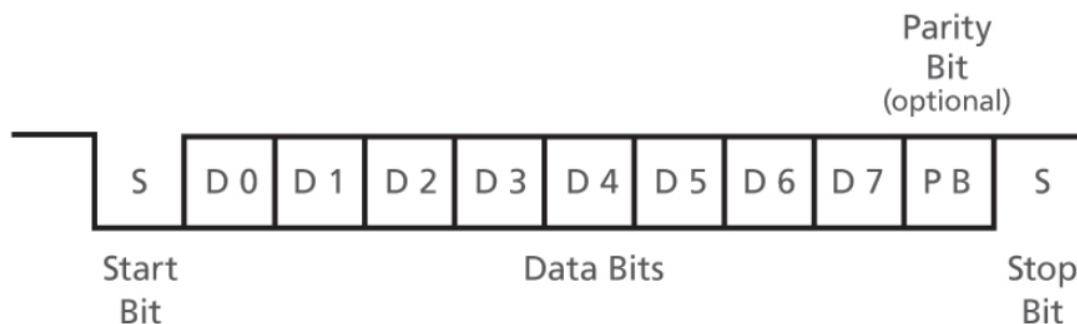 Parity
Bit
(optional)
S D 0 D 1 D 2 D 3 D 4 D 5 D 6 D 7 P B S
Start
Bit
Data Bits
Stop
Bit